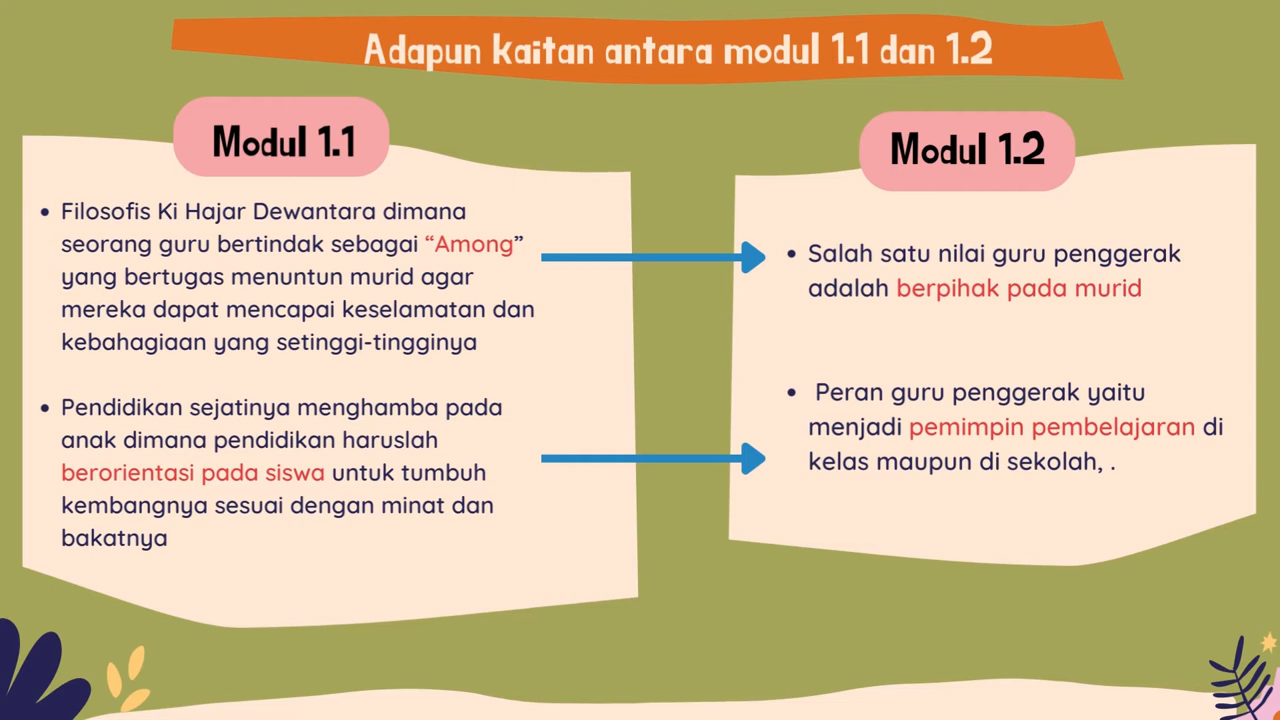 Adapun kaitan antara modul 1.1 dan 1.2
Modul 1.1
• Filosofis Ki Hajar Dewantara dimana
seorang guru bertindak sebagai “Among”
yang bertugas menuntun murid agar
mereka dapat mencapai keselamatan dan
kebahagiaan yang setinggi-tingginya
• Pendidikan sejatinya menghamba pada
anak dimana pendidikan haruslah
berorientasi pada siswa untuk tumbuh
kembangnya sesuai dengan minat dan
bakatnya
Modul 1.2
• Salah satu nilai guru penggerak
adalah berpihak pada murid
• Peran guru penggerak yaitu
menjadi pemimpin pembelajaran di
kelas maupun di sekolah, .